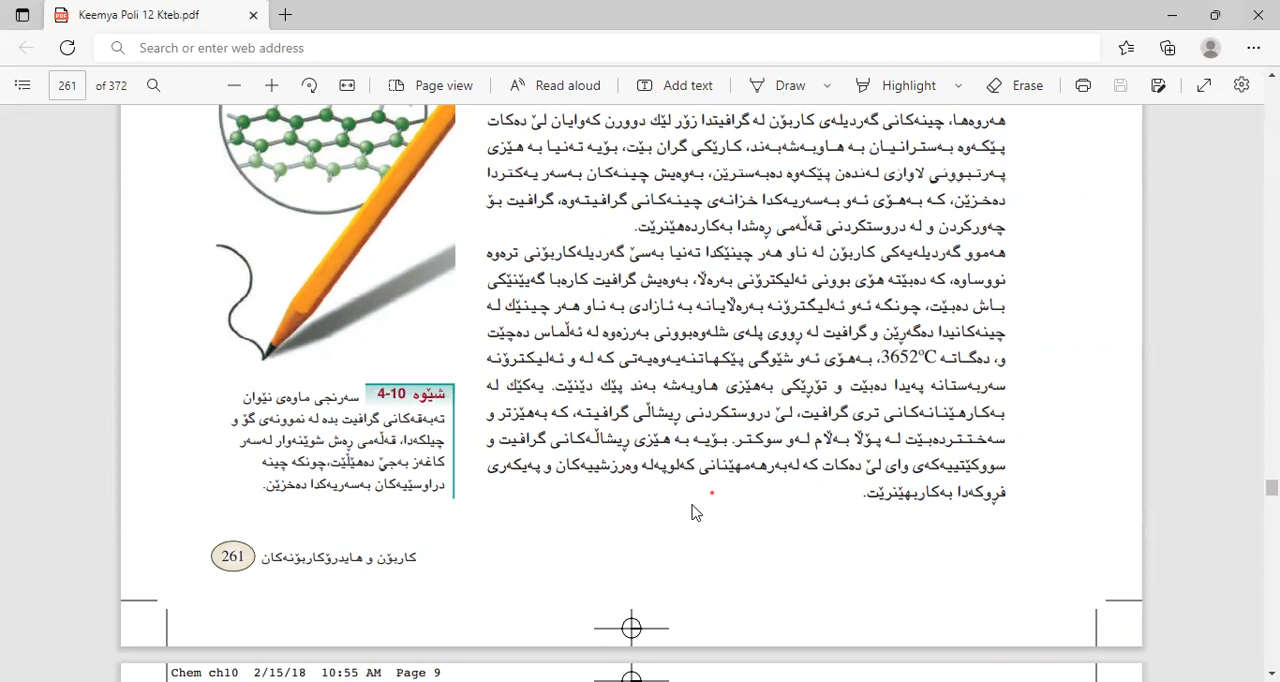 Keemya Poli 12 Kteb.pdf
Search or enter web address
261 of 372
Page view
Read aloud
Add text
Draw
Highlight
Erase
هەروەها، چینەکانی گەردیلەی کاربۆن لە گرافیتدا زۆر لێك دوورن کەوایان لێ دەکات
پێکەوە بەسترانیان بە هاوبەشەبەند، کارێکی گران بێت، بۆیە تەنیا بە هێزی
پەرتبوونی لاوازی لەندەن پێکەوە دەبەسترێن، بەوەیش چینەکان بەسەر یەکتردا
دەخزێن، کە بەهۆی ئەو بەسەریەکدا خزانەی چینەکانی گرافیتەوە، گرافیت بۆ
چەورکردن و لە دروستکردنی قەڵەمی ڕەشدا بەکاردەهێنرێت.
هەموو گەردیلەیەکی کاربۆن لە ناو هەر چینێکدا تەنیا بەسێ گەردیلەکاربۆنی ترەوە
نووساوە، کە دەبێتە هۆی بوونی ئەلیکترۆنی بەرەڵا، بەوەیش گرافیت کارەبا گەیێنێکی
باش دەبێت، چونگە ئەو ئەلیکترۆنە بەرەڵایانە بە ئازادی بە ناو هەر چینێك لە
چینەکانیدا دەگەڕێن و گرافیت لە ڕووی پلەی شلەوەبوونی بەرزەوە لە ئەڵماس دەچێت
و، دەگاتە 3652°C، بەهۆی ئەو شێوگی پێکهاتنەیەوەیەتی کە لە و ئەلیکترۆنە
سەربەستانە پەیدا دەبێت و تۆڕێکی بەهێزی هاوبەشە بەند پێك دێنێت. یەکێك لە
بەکارهێنانەکانی تری گرافیت، لێ دروستکردنی ڕیشاڵی گرافیتە، کە بەهێزتر و
سەختتردەبێت لە پۆڵا بەڵام لەو سوکتر. بۆیە بە هێزی ڕیشاڵەکانی گرافیت و
سووکێتییەکەی وای لێ دەکات کە لەبەرهەمهێنانی کەلوپەلە وەرزشییەکان و پەیکەری
فڕوکەدا بەکاربهێنرێت.
شێوە 10-4 سەرنجی ماوەی نێوان
تەبەقەکانی گرافیت بدە لە نموونەی گۆ و
چیلکەدا، قەڵەمی ڕەش شوێنەوار لەسەر
کاغەز بەجێ دەهێڵێت،چونکە چینە
دراوسێیەکان بەسەریەکدا دەخزێن.
261 کاربۆن و هایدرۆکاربۆنەکان
Chem ch10 2/15/18 10:55 AM Page 9